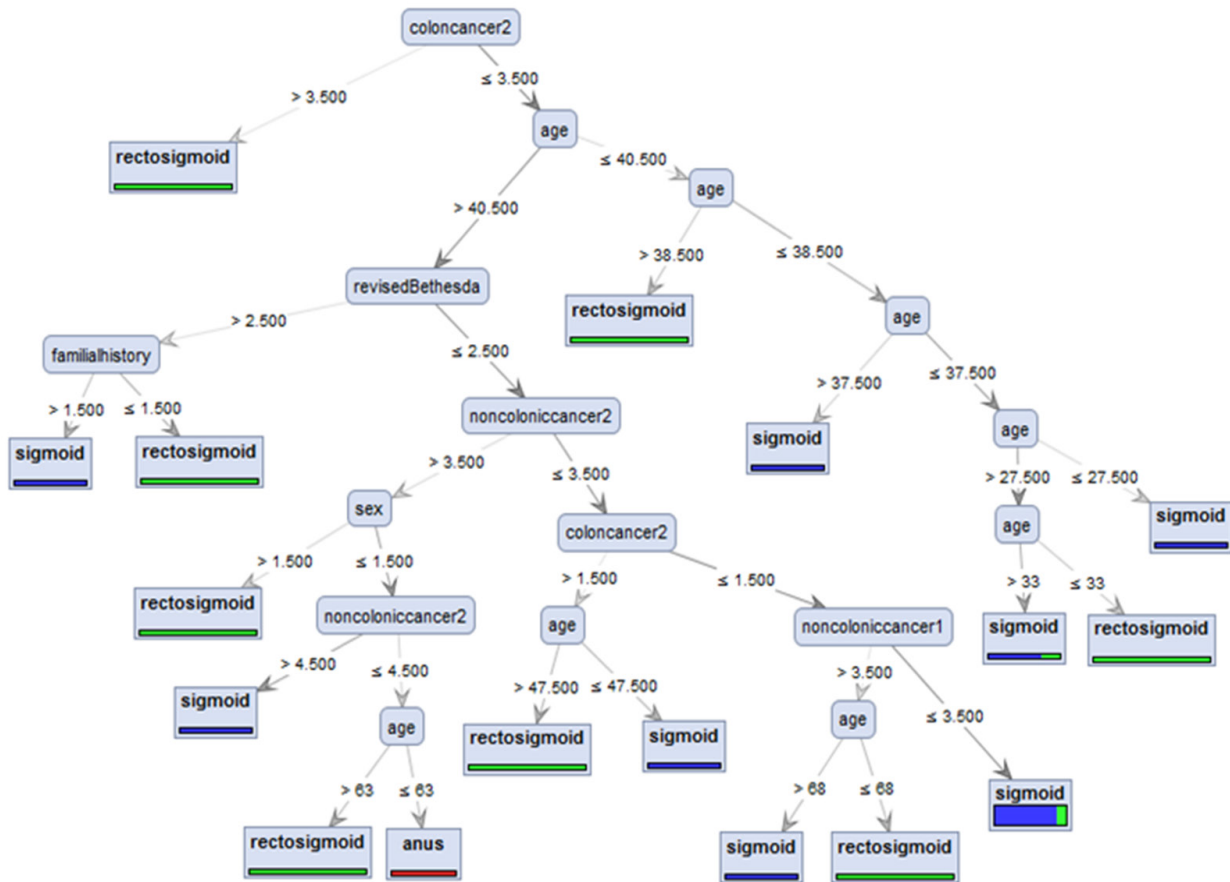 coloncancer2
> 3.500
≤ 3.500
rectosigmoid
age
≤ 40.500
> 40.500
age
> 38.500
≤ 38.500
revisedBethesda
rectosigmoid
age
> 2.500
≤ 2.500
familialhistory
> 37.500
≤ 37.500
> 1.500
≤ 1.500
noncoloniccancer2
sigmoid
age
sigmoid
rectosigmoid
> 3.500
≤ 3.500
> 27.500
≤ 27.500
sex
coloncancer2
age
sigmoid
> 1.500
≤ 1.500
> 1.500
≤ 1.500
> 33
≤ 33
rectosigmoid
noncoloniccancer2
age
noncoloniccancer1
sigmoid
rectosigmoid
> 4.500
≤ 4.500
> 47.500
≤ 47.500
> 3.500
≤ 3.500
sigmoid
age
rectosigmoid
sigmoid
age
> 63
≤ 63
> 68
≤ 68
sigmoid
rectosigmoid
anus
sigmoid
rectosigmoid